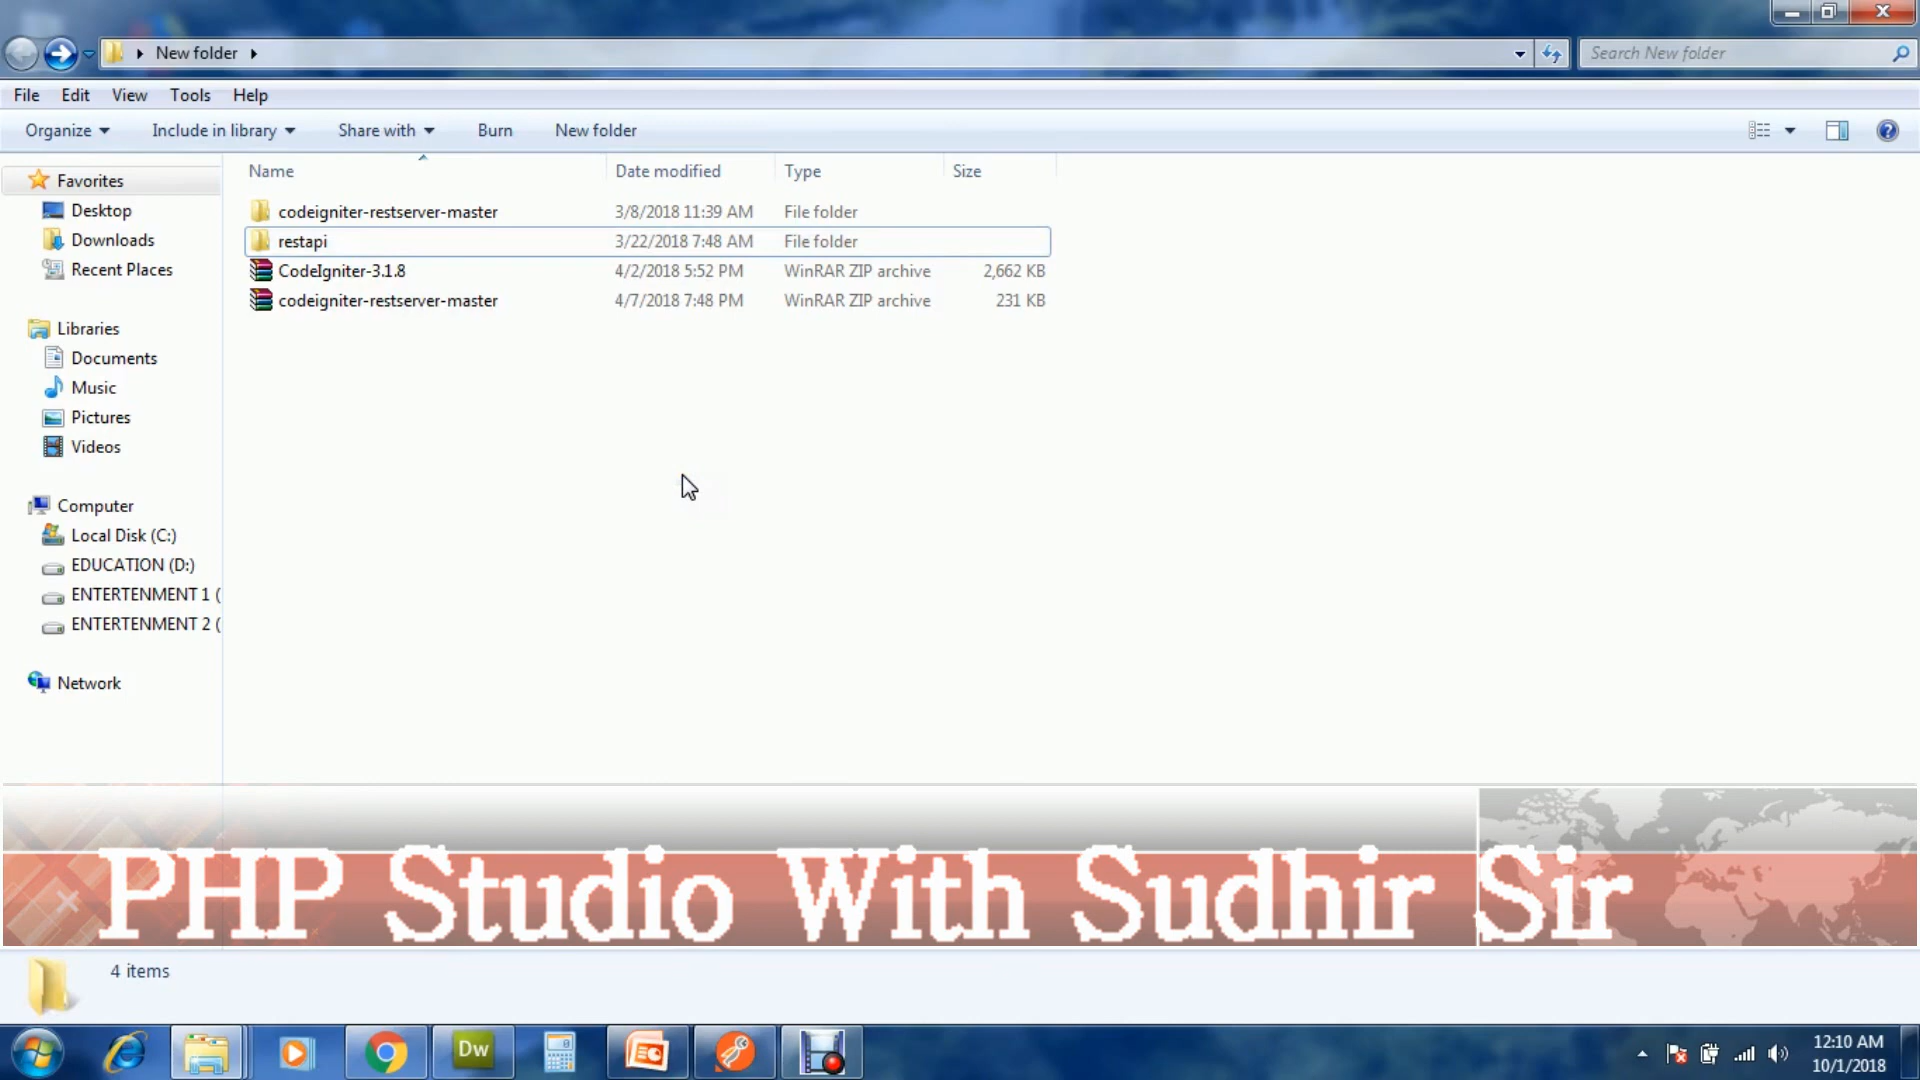 New folder
Search New folder
File Edit View Tools Help
Organize Include in library Share with Burn New folder
Name Date modified Type Size
Favorites
Desktop
Downloads
Recent Places
Libraries
Documents
Music
Pictures
Videos
Computer
Local Disk (C:)
EDUCATION (D:)
ENTERTENMENT 1 (
ENTERTENMENT 2 (
Network
codeigniter-restserver-master 3/8/2018 11:39 AM File folder
restapi 3/22/2018 7:48 AM File folder
CodeIgniter-3.1.8 4/2/2018 5:52 PM WinRAR ZIP archive 2,662 KB
codeigniter-restserver-master 4/7/2018 7:48 PM WinRAR ZIP archive 231 KB
PHP Studio With Sudhir Sir
4 items
Dw
12:10 AM
10/1/2018